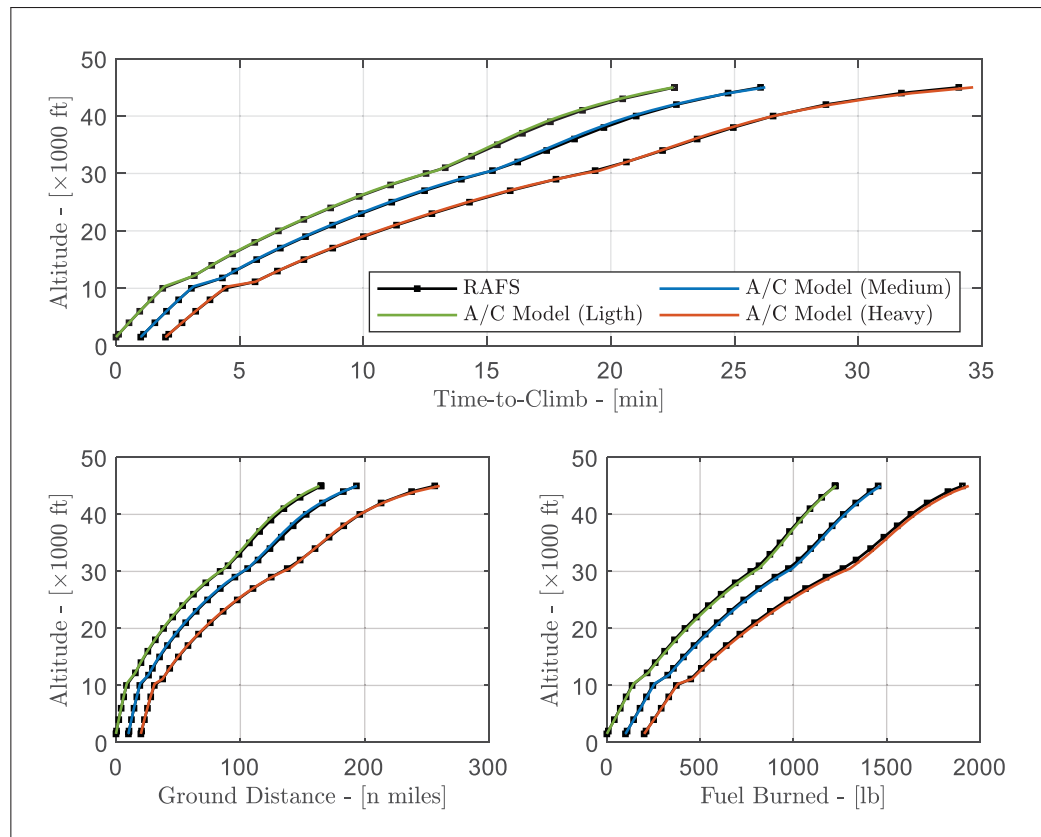 50
40
30
20
10
0
Altitude - [×1000 ft]
RAFS
A/C Model (Ligth)
A/C Model (Medium)
A/C Model (Heavy)
0 5 10 15 20 25 30 35
Time-to-Climb - [min]
50
40
30
20
10
0
Altitude - [×1000 ft]
0 100 200 300
Ground Distance - [n miles]
50
40
30
20
10
0
Altitude - [×1000 ft]
0 500 1000 1500 2000
Fuel Burned - [lb]